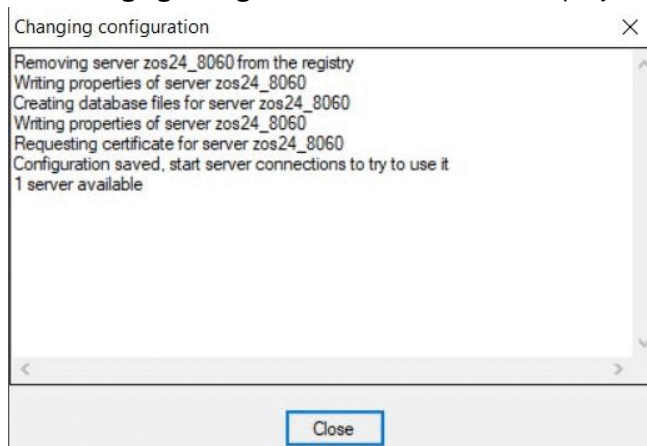 Changing configuration
Removing server zos24_8060 from the registry
Writing properties of server zos24_8060
Creating database files for server zos24_8060
Writing properties of server zos24_8060
Requesting certificate for server zos24_8060
Configuration saved, start server connections to try to use it
1 server available
Close